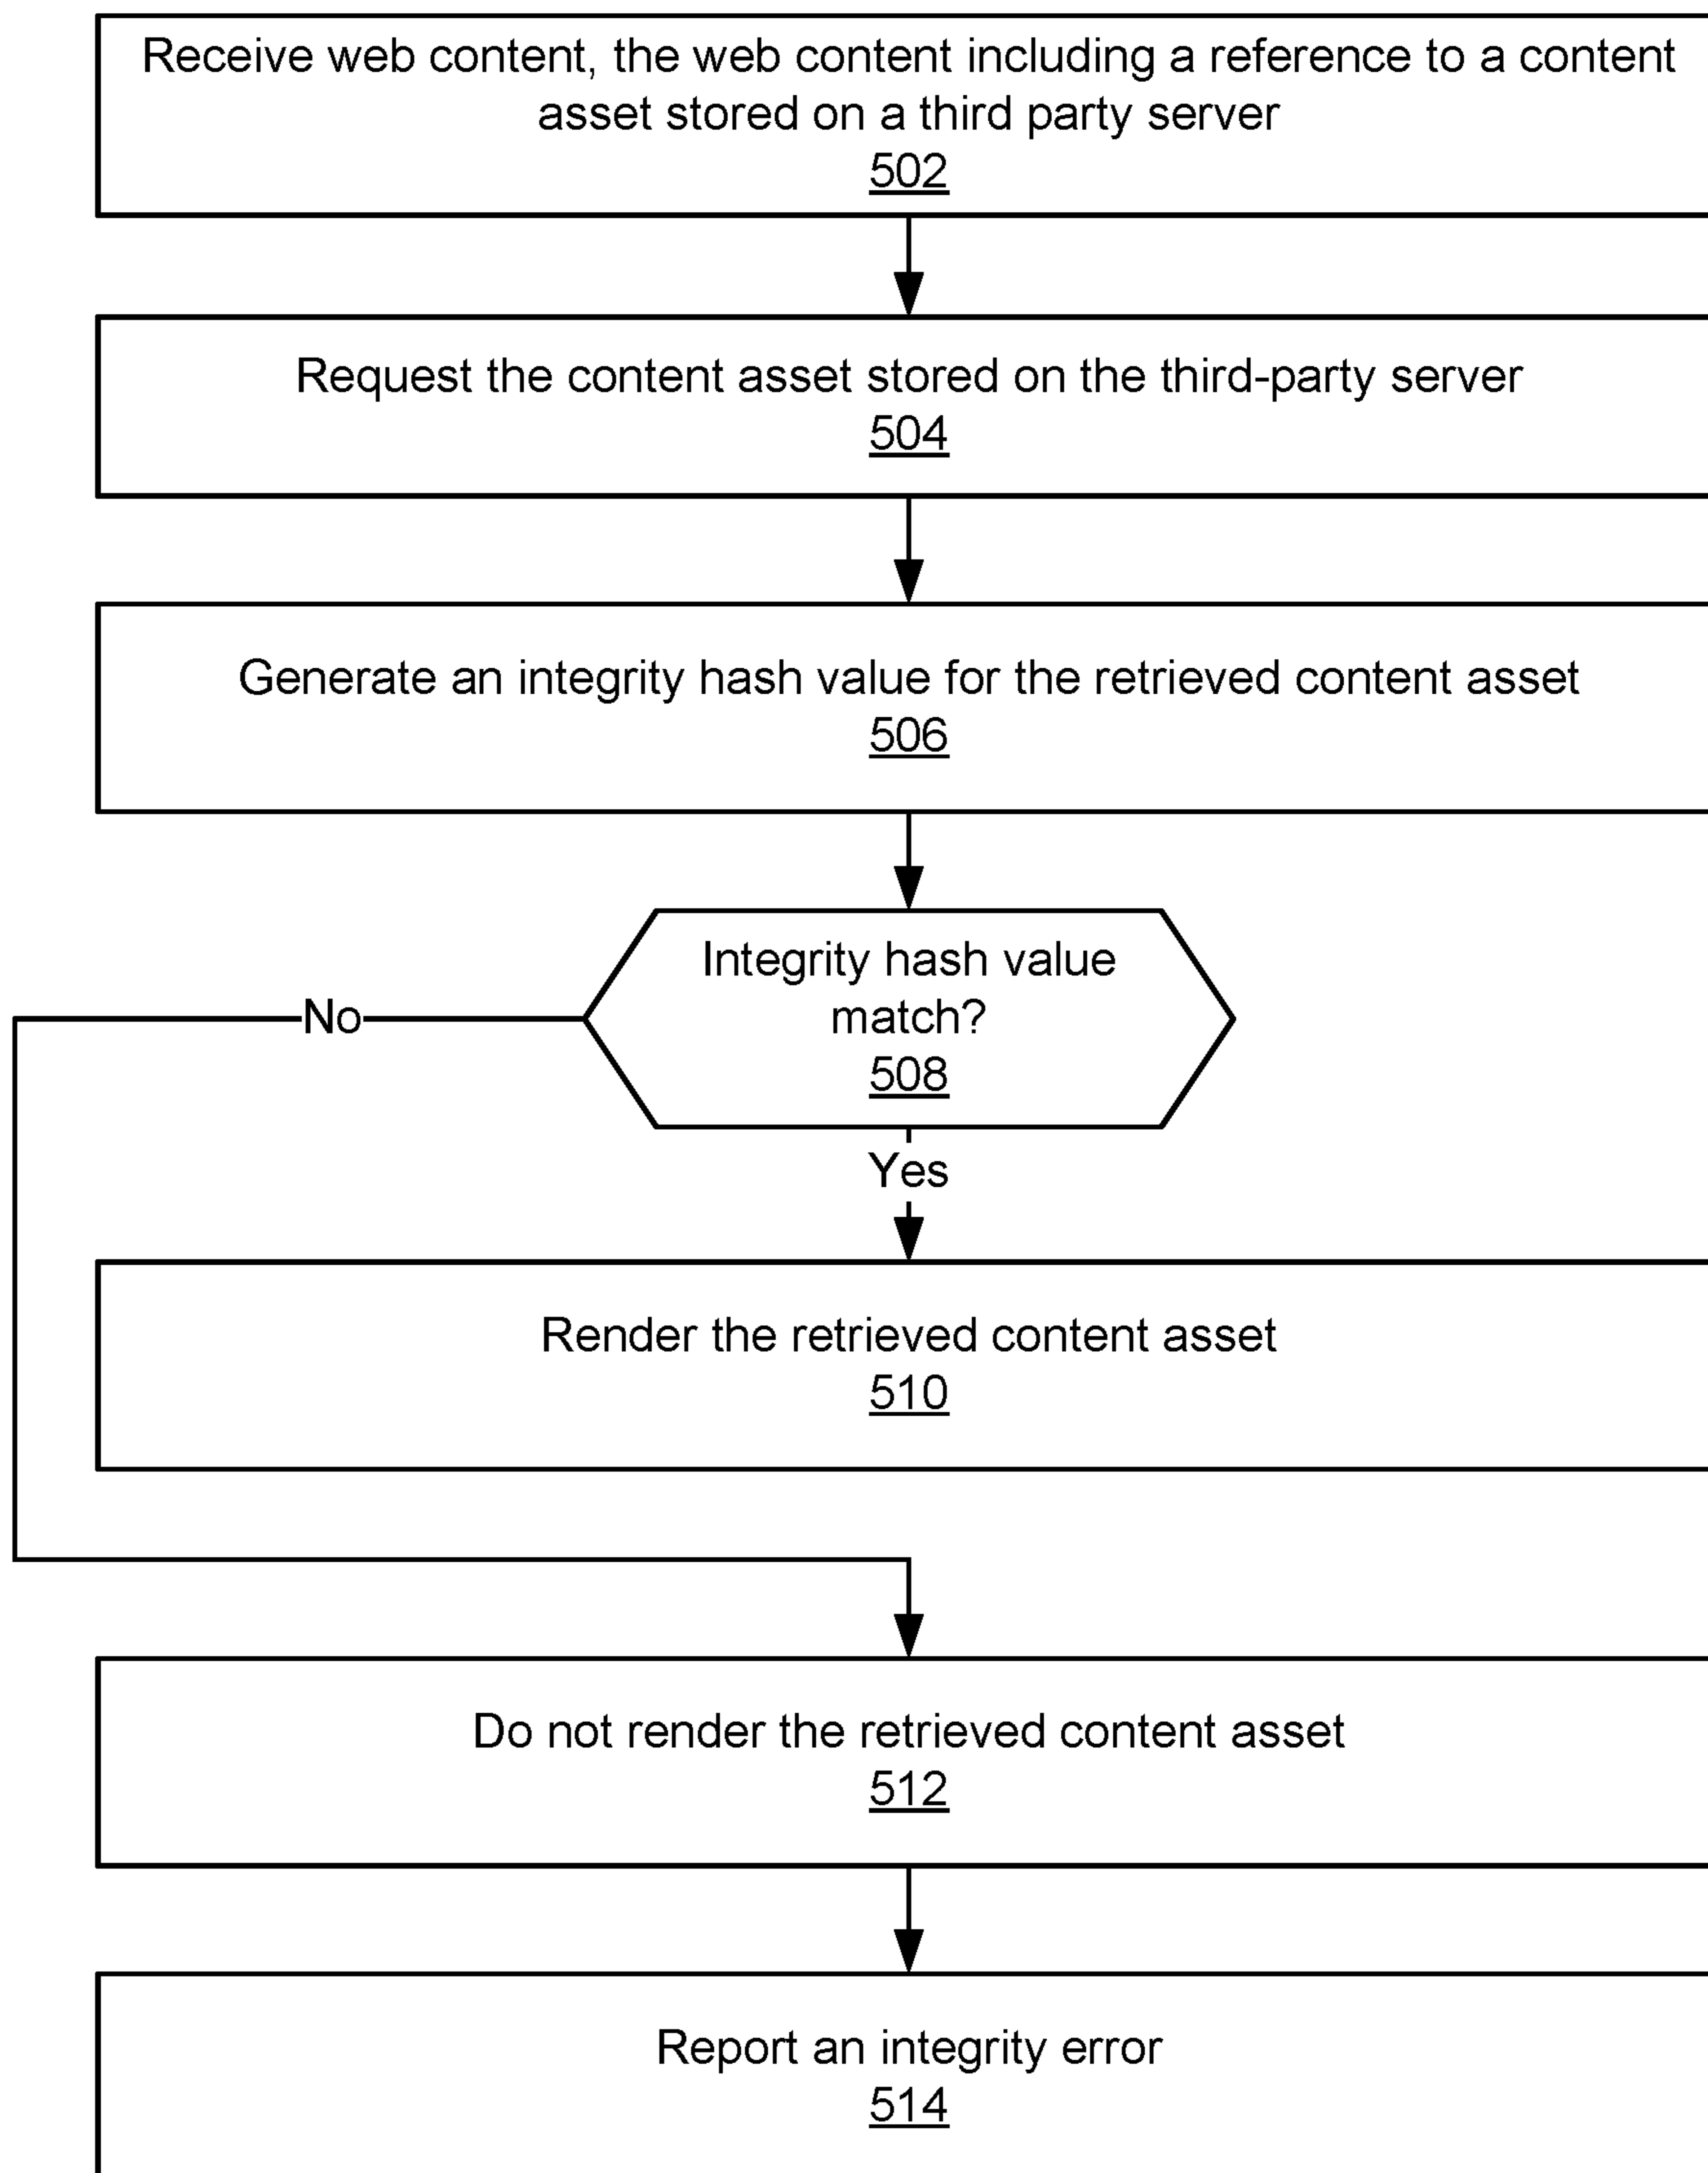 Receive web content, the web content including a reference to a content
asset stored on a third party server
502
Request the content asset stored on the third-party server
504
Generate an integrity hash value for the retrieved content asset
506
Integrity hash value
match?
508
No
Yes
Render the retrieved content asset
510
Do not render the retrieved content asset
512
Report an integrity error
514